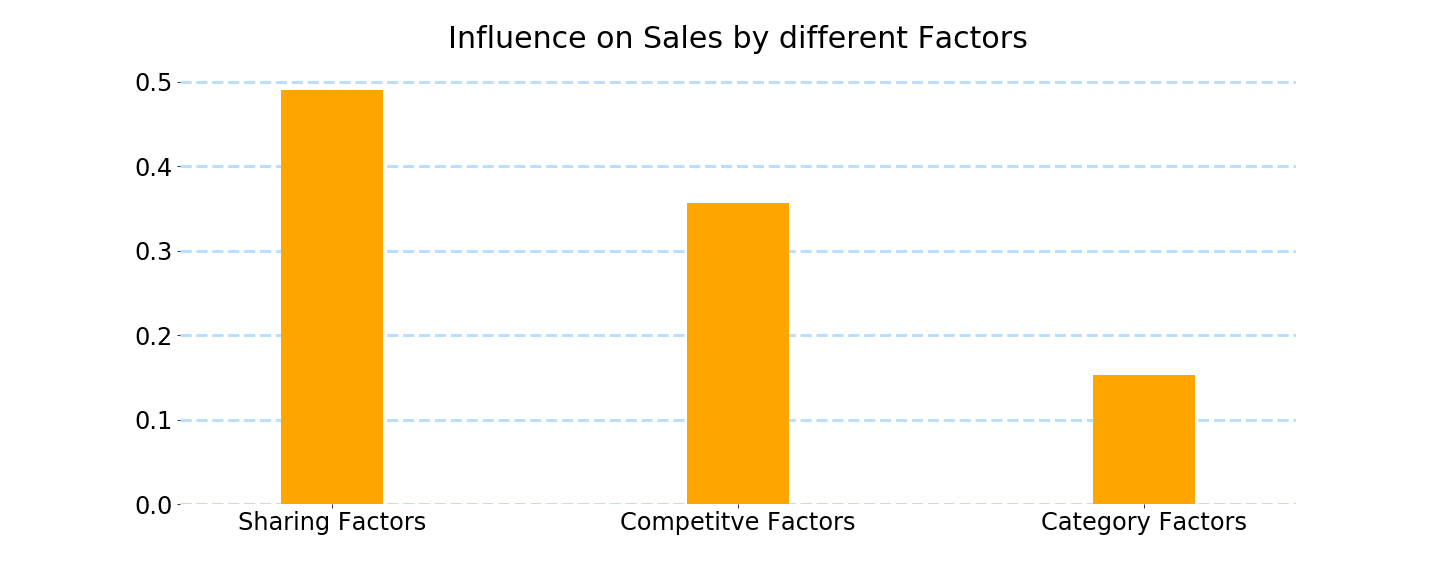 Influence on Sales by different Factors
0.5
0.4
0.3
0.2
0.1
0.0
Sharing Factors
Competitve Factors
Category Factors